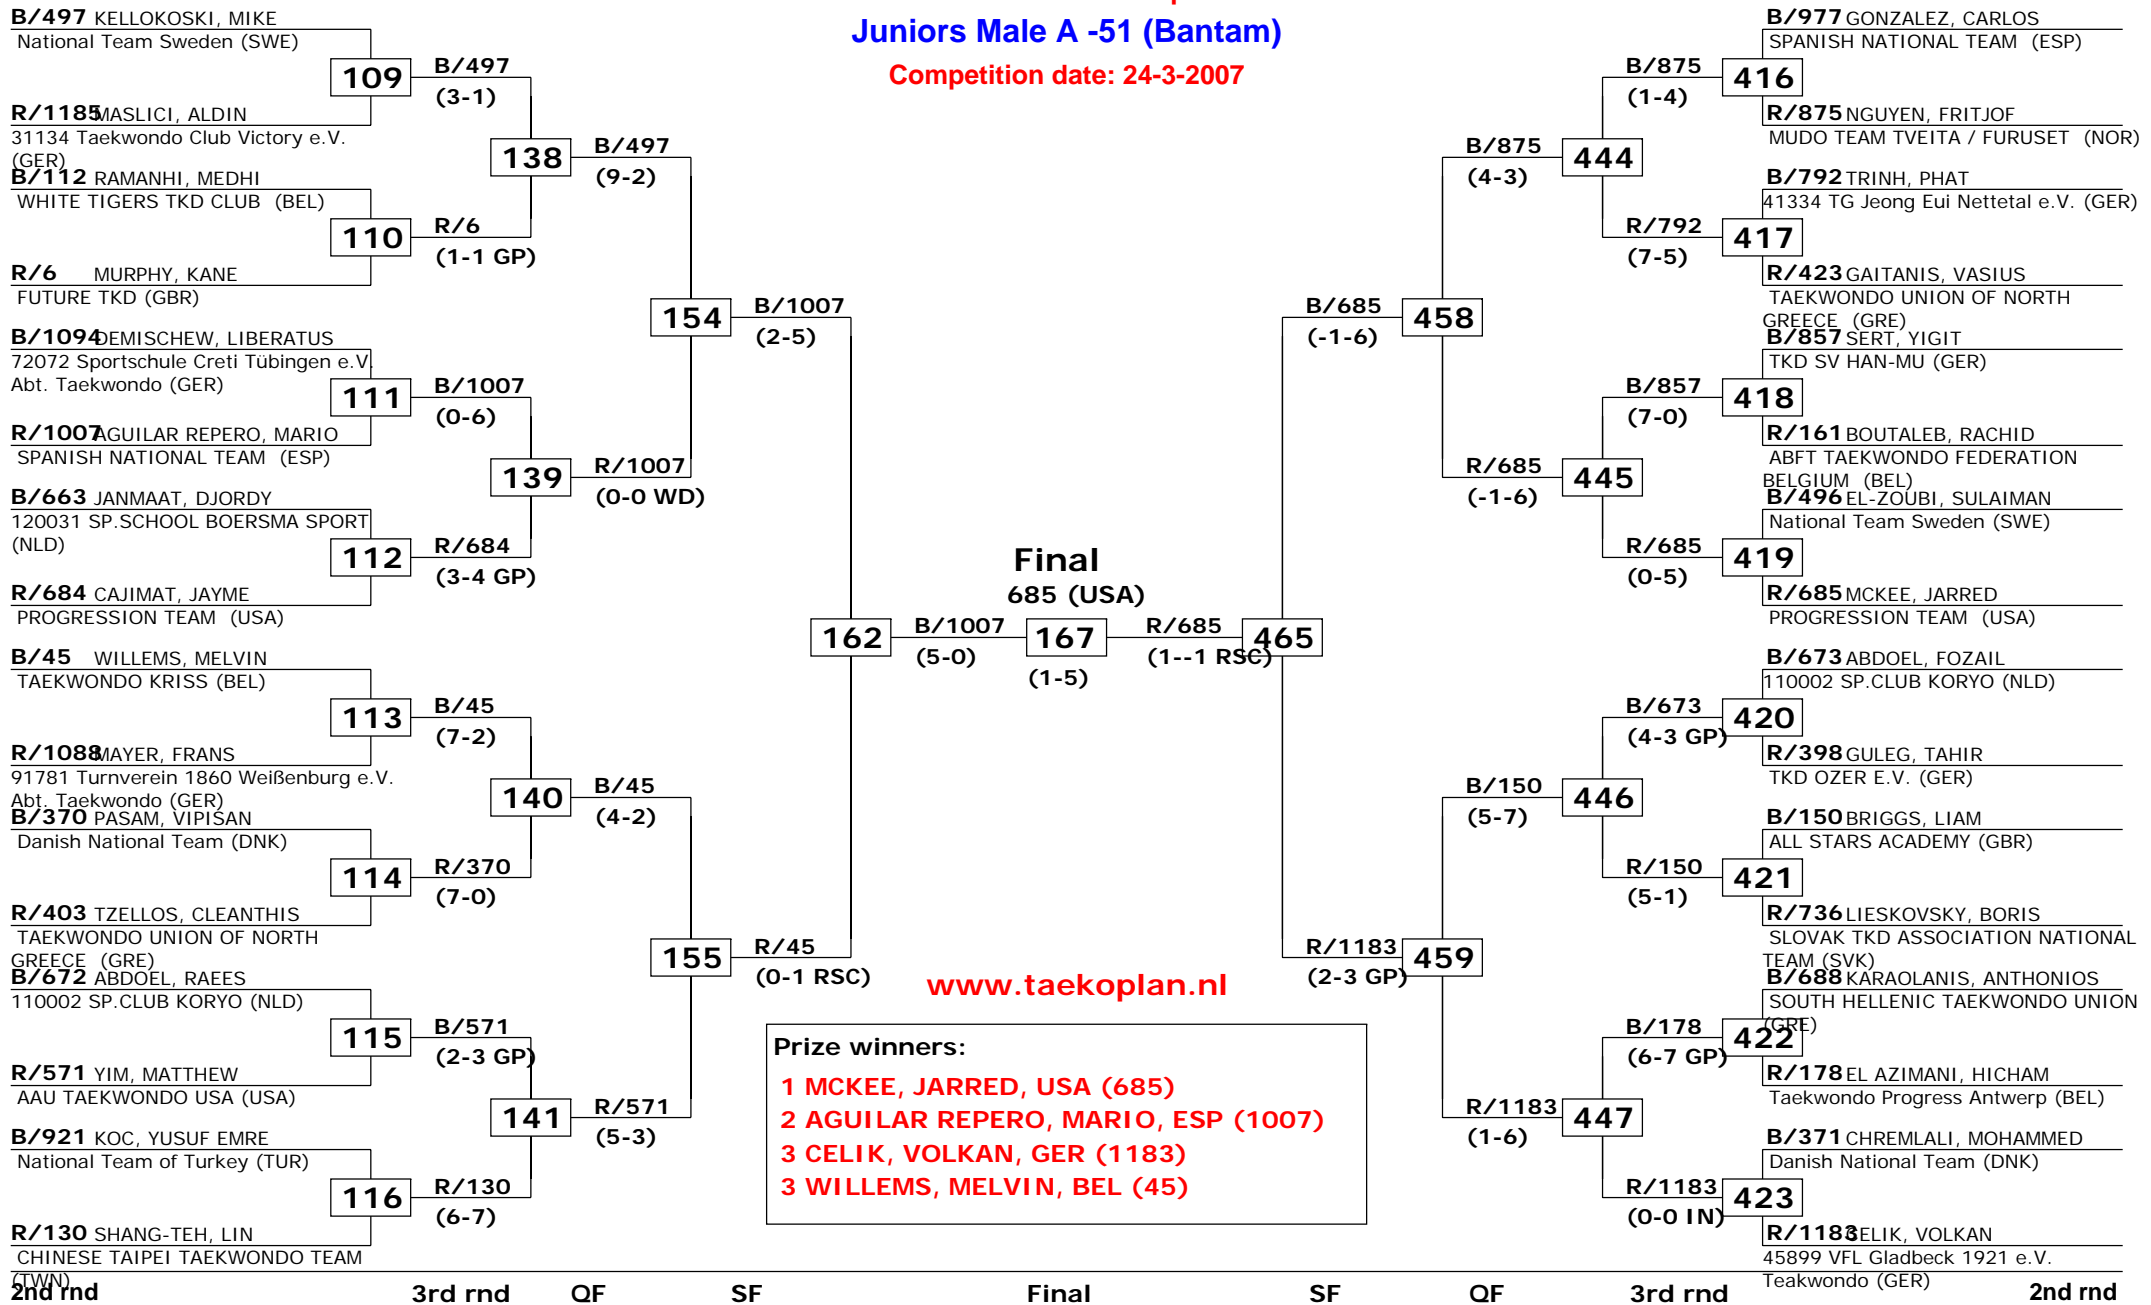 Juniors Male A -51 (Bantam)
Competition date: 24-3-2007
B/497 KELLOKOSKI, MIKE
National Team Sweden (SWE)
109
B/497
(3-1)
R/1185 MASLICI, ALDIN
31134 Taekwondo Club Victory e.V.
(GER)
138
B/497
(9-2)
B/112 RAMANHI, MEDHI
WHITE TIGERS TKD CLUB (BEL)
110
R/6
(1-1 GP)
R/6 MURPHY, KANE
FUTURE TKD (GBR)
154
B/1007
(2-5)
B/1094 DEMISCHEW, LIBERATUS
72072 Sportschule Creti Tübingen e.V.
Abt. Taekwondo (GER)
111
B/1007
(0-6)
R/1007 AGUILAR REPERO, MARIO
SPANISH NATIONAL TEAM (ESP)
139
R/1007
(0-0 WD)
B/663 JANMAAT, DJORDY
120031 SP.SCHOOL BOERSMA SPORT
(NLD)
112
R/684
(3-4 GP)
R/684 CAJIMAT, JAYME
PROGRESSION TEAM (USA)
162
B/1007
(5-0)
B/45 WILLEMS, MELVIN
TAEKWONDO KRISS (BEL)
113
B/45
(7-2)
R/1088 MAYER, FRANS
91781 Turnverein 1860 Weißenburg e.V.
Abt. Taekwondo (GER)
140
B/45
(4-2)
B/370 PASAM, VIPISAN
Danish National Team (DNK)
114
R/370
(7-0)
R/403 TZELLOS, CLEANTHIS
TAEKWONDO UNION OF NORTH
GREECE (GRE)
155
R/45
(0-1 RSC)
B/672 ABDOEL, RAEES
110002 SP.CLUB KORYO (NLD)
115
B/571
(2-3 GP)
R/571 YIM, MATTHEW
AAU TAEKWONDO USA (USA)
141
R/571
(5-3)
B/921 KOC, YUSUF EMRE
National Team of Turkey (TUR)
116
R/130
(6-7)
R/130 SHANG-TEH, LIN
CHINESE TAIPEI TAEKWONDO TEAM
(TWN)
Final
685 (USA)
167
(1-5)
R/685
(1--1 RSC)
465
B/977 GONZALEZ, CARLOS
SPANISH NATIONAL TEAM (ESP)
B/875
(1-4)
416
R/875 NGUYEN, FRITJOF
MUDO TEAM TVEITA / FURUSET (NOR)
B/875
(4-3)
444
B/792 TRINH, PHAT
41334 TG Jeong Eui Nettetal e.V. (GER)
R/792
(7-5)
417
R/423 GAITANIS, VASIUS
TAEKWONDO UNION OF NORTH
GREECE (GRE)
B/685
(-1-6)
458
B/857 SERT, YIGIT
TKD SV HAN-MU (GER)
B/857
(7-0)
418
R/161 BOUTALEB, RACHID
ABFT TAEKWONDO FEDERATION
BELGIUM (BEL)
R/685
(-1-6)
445
B/496 EL-ZOUBI, SULAIMAN
National Team Sweden (SWE)
R/685
(0-5)
419
R/685 MCKEE, JARRED
PROGRESSION TEAM (USA)
B/673 ABDOEL, FOZAIL
110002 SP.CLUB KORYO (NLD)
B/673
(4-3 GP)
420
R/398 GULEG, TAHIR
TKD OZER E.V. (GER)
B/150
(5-7)
446
B/150 BRIGGS, LIAM
ALL STARS ACADEMY (GBR)
R/150
(5-1)
421
R/736 LIESKOVSKY, BORIS
SLOVAK TKD ASSOCIATION NATIONAL
TEAM (SVK)
R/1183
(2-3 GP)
459
B/688 KARAOLANIS, ANTHONIOS
SOUTH HELLENIC TAEKWONDO UNION
(GRE)
B/178
(6-7 GP)
422
R/178 EL AZIMANI, HICHAM
Taekwondo Progress Antwerp (BEL)
R/1183
(1-6)
447
B/371 CHREMLALI, MOHAMMED
Danish National Team (DNK)
R/1183
(0-0 IN)
423
R/1183 CELIK, VOLKAN
45899 VFL Gladbeck 1921 e.V.
Teakwondo (GER)
www.taekoplan.nl
Prize winners:
1 MCKEE, JARRED, USA (685)
2 AGUILAR REPERO, MARIO, ESP (1007)
3 CELIK, VOLKAN, GER (1183)
3 WILLEMS, MELVIN, BEL (45)
2nd rnd 3rd rnd QF SF Final SF QF 3rd rnd 2nd rnd